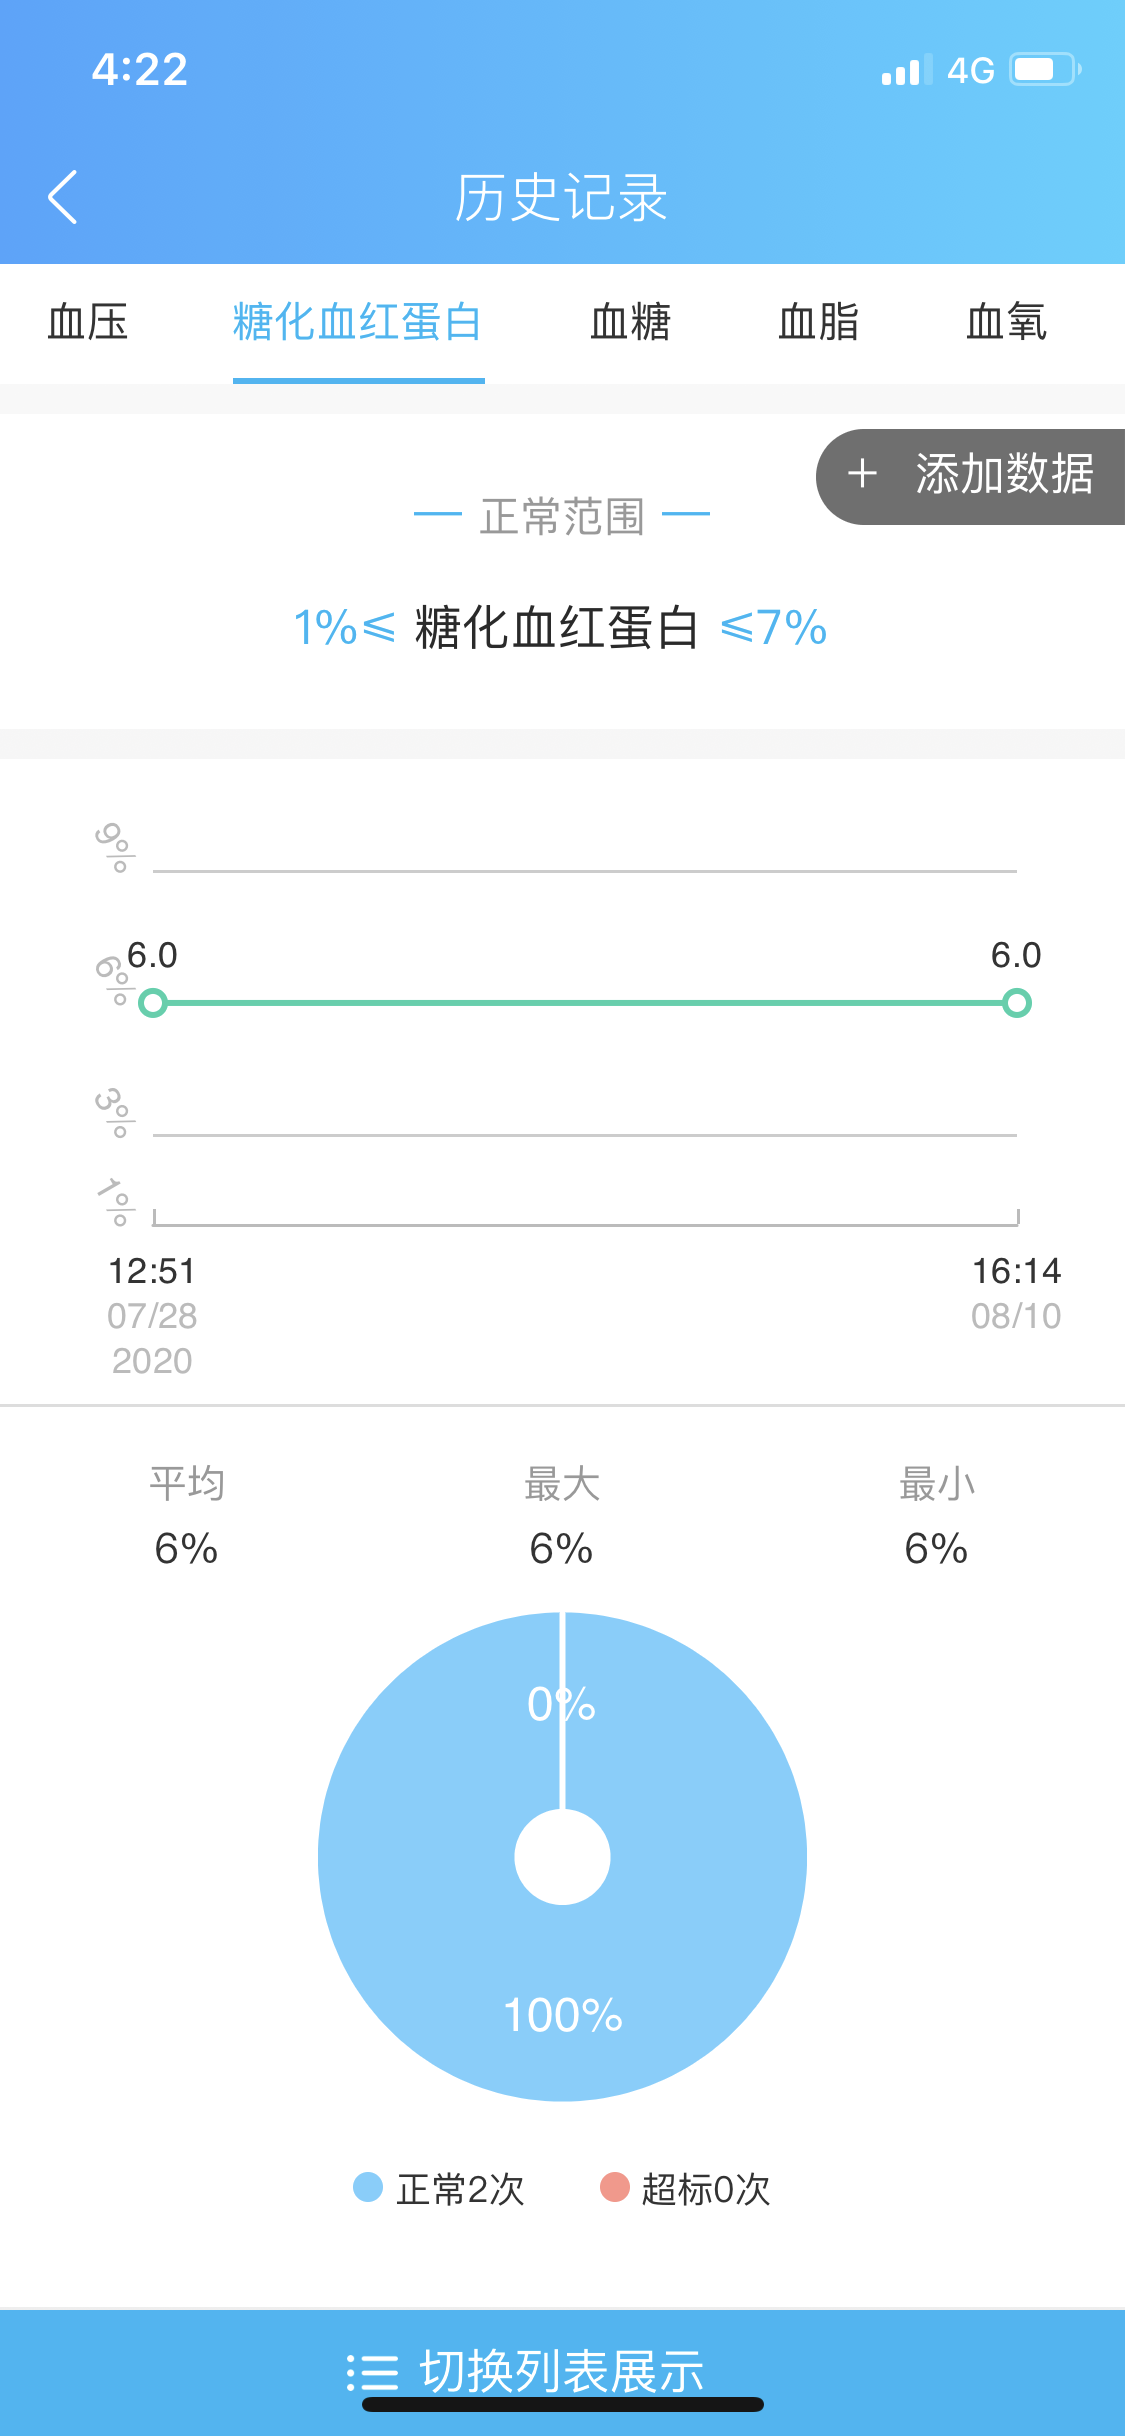 4:22
4G
历史记录
血压 糖化血红蛋白 血糖 血脂 血氧
+ 添加数据
正常范围
1%≤ 糖化血红蛋白 ≤7%
9%
6.0 6.0
6%
3%
1%
12:51 16:14
07/28 08/10
2020
平均 最大 最小
6% 6% 6%
0%
100%
正常2次 超标0次
切换列表展示